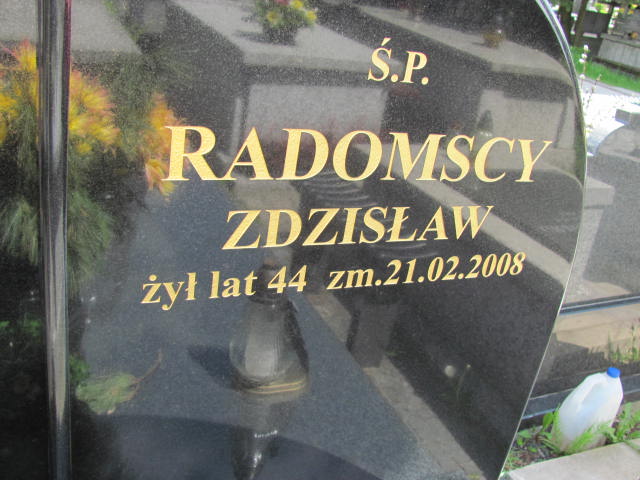 Ś.P.
RADOMSCY
ZDZISŁAW
żył lat 44 zm.21.02.2008